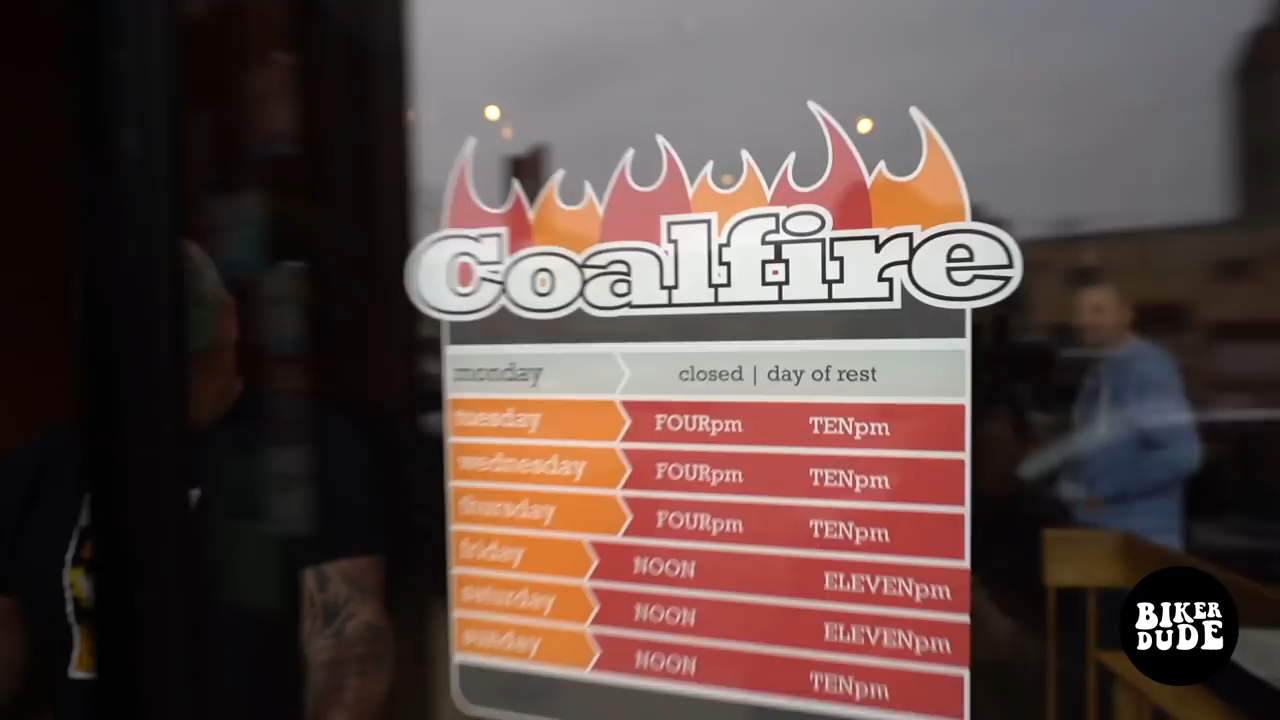 Coalfire
monday closed | day of rest
tuesday FOURpm TENpm
wednesday FOURpm TENpm
thursday FOURpm TENpm
friday NOON ELEVENpm
saturday NOON ELEVENpm
sunday NOON TENpm
BIKER
DUDE